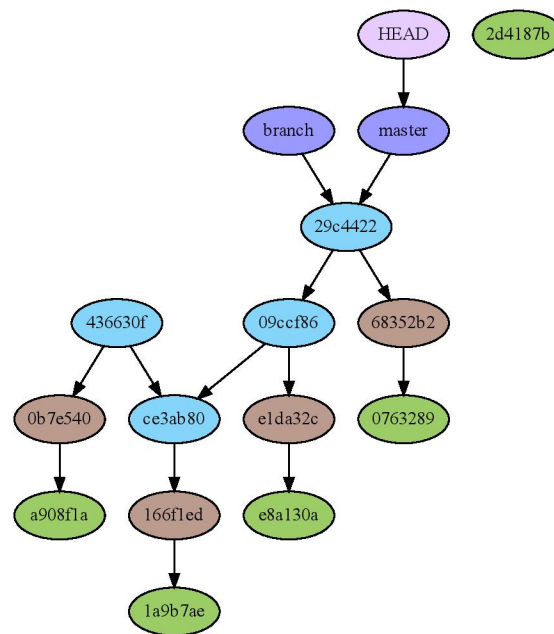 HEAD 2d4187b
branch master
29c4422
436630f 09ccf86 68352b2
0b7e540 ce3ab80 e1da32c 0763289
a908f1a 166f1ed e8a130a
1a9b7ae